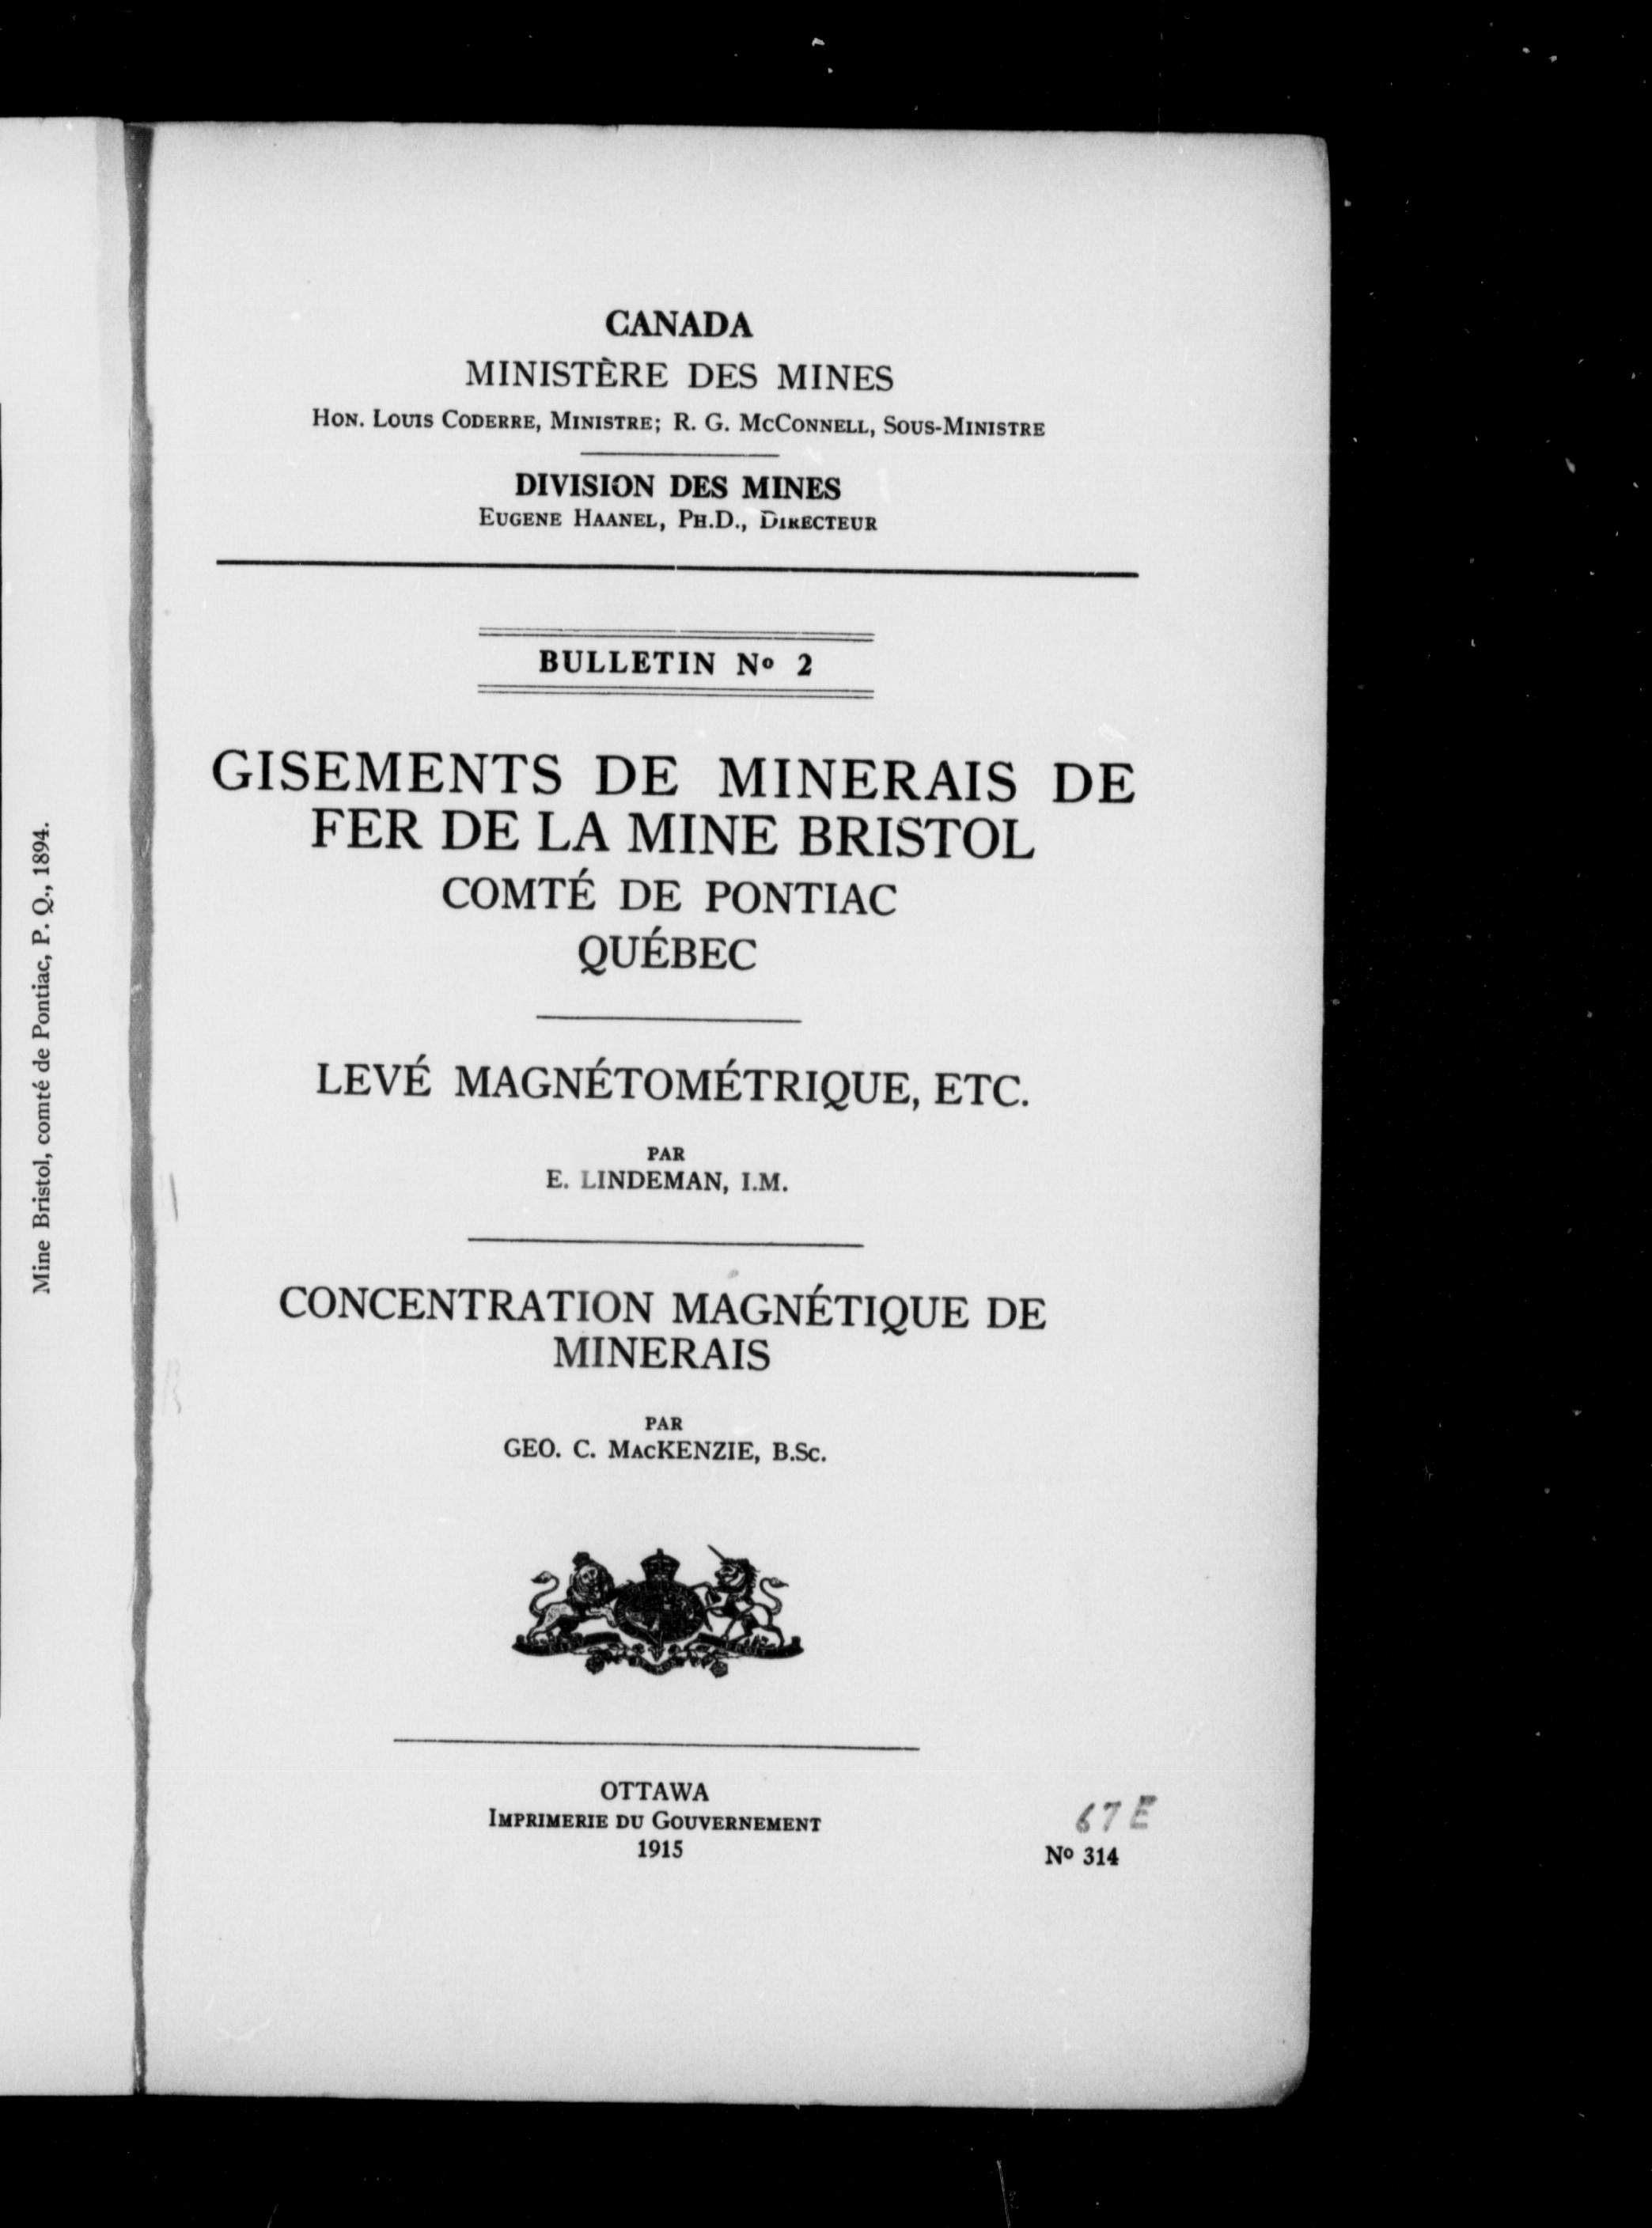 Mine Bristol, comté de Pontiac, P. Q., 1894.
CANADA
MINISTÈRE DES MINES
HON. LOUIS CODERRE, MINISTRE; R. G. MCCONNELL, SOUS-MINISTRE
DIVISION DES MINES
EUGENE HAANEL, PH.D., DIRECTEUR
BULLETIN Nº 2
GISEMENTS DE MINERAIS DE
FER DE LA MINE BRISTOL
COMTÉ DE PONTIAC
QUÉBEC
LEVÉ MAGNÉTOMÉTRIQUE, ETC.
PAR
E. LINDEMAN, I.M.
CONCENTRATION MAGNÉTIQUE DE
MINERAIS
PAR
GEO. C. MACKENZIE, B.Sc.
OTTAWA
IMPRIMERIE DU GOUVERNEMENT
1915
67 E
Nº 314